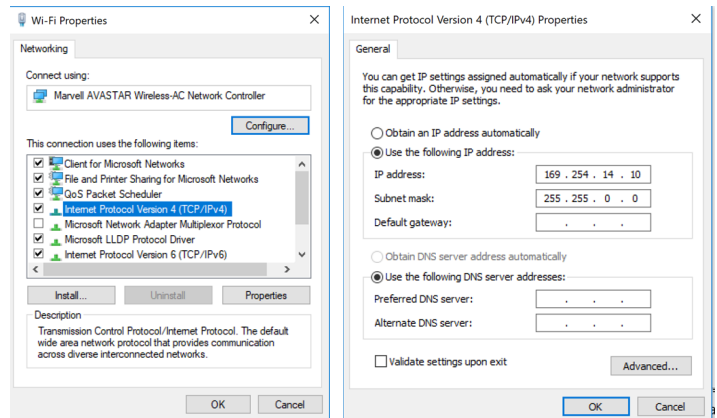 Wi-Fi Properties
Networking
Connect using:
Marvell AVASTAR Wireless-AC Network Controller
Configure...
This connection uses the following items:
Client for Microsoft Networks
File and Printer Sharing for Microsoft Networks
QoS Packet Scheduler
Internet Protocol Version 4 (TCP/IPv4)
Microsoft Network Adapter Multiplexor Protocol
Microsoft LLDP Protocol Driver
Internet Protocol Version 6 (TCP/IPv6)
Install... Uninstall Properties
Description
Transmission Control Protocol/Internet Protocol. The default
wide area network protocol that provides communication
across diverse interconnected networks.
OK Cancel
Internet Protocol Version 4 (TCP/IPv4) Properties
General
You can get IP settings assigned automatically if your network supports
this capability. Otherwise, you need to ask your network administrator
for the appropriate IP settings.
Obtain an IP address automatically
Use the following IP address:
IP address: 169 . 254 . 14 . 10
Subnet mask: 255 . 255 . 0 . 0
Default gateway: . . .
Obtain DNS server address automatically
Use the following DNS server addresses:
Preferred DNS server: . . .
Alternate DNS server: . . .
Validate settings upon exit
Advanced...
OK Cancel